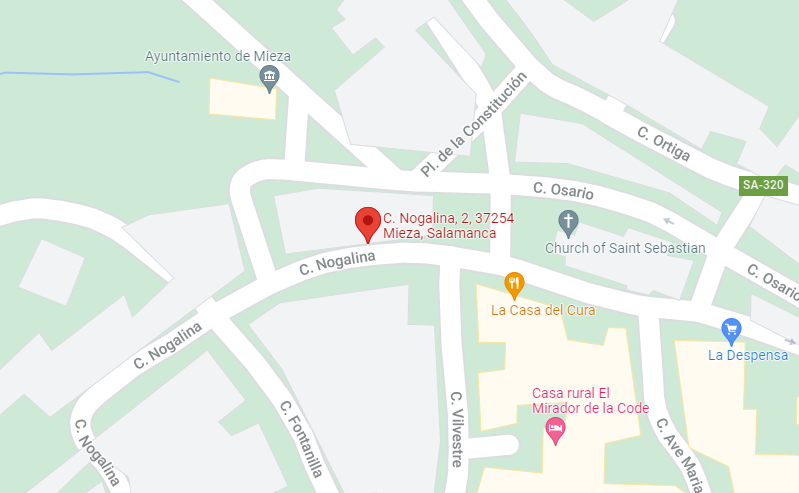 Ayuntamiento de Mieza
Pl. de la Constitución
C. Ortiga
SA-320
C. Osario
C. Nogalina, 2, 37254
Mieza, Salamanca
Church of Saint Sebastian
C. Nogalina
C. Osario
La Casa del Cura
C. Nogalina
La Despensa
Casa rural El
Mirador de la Code
C. Vilvestre
C. Fontanilla
C. Ave Maria
C. Nogalina